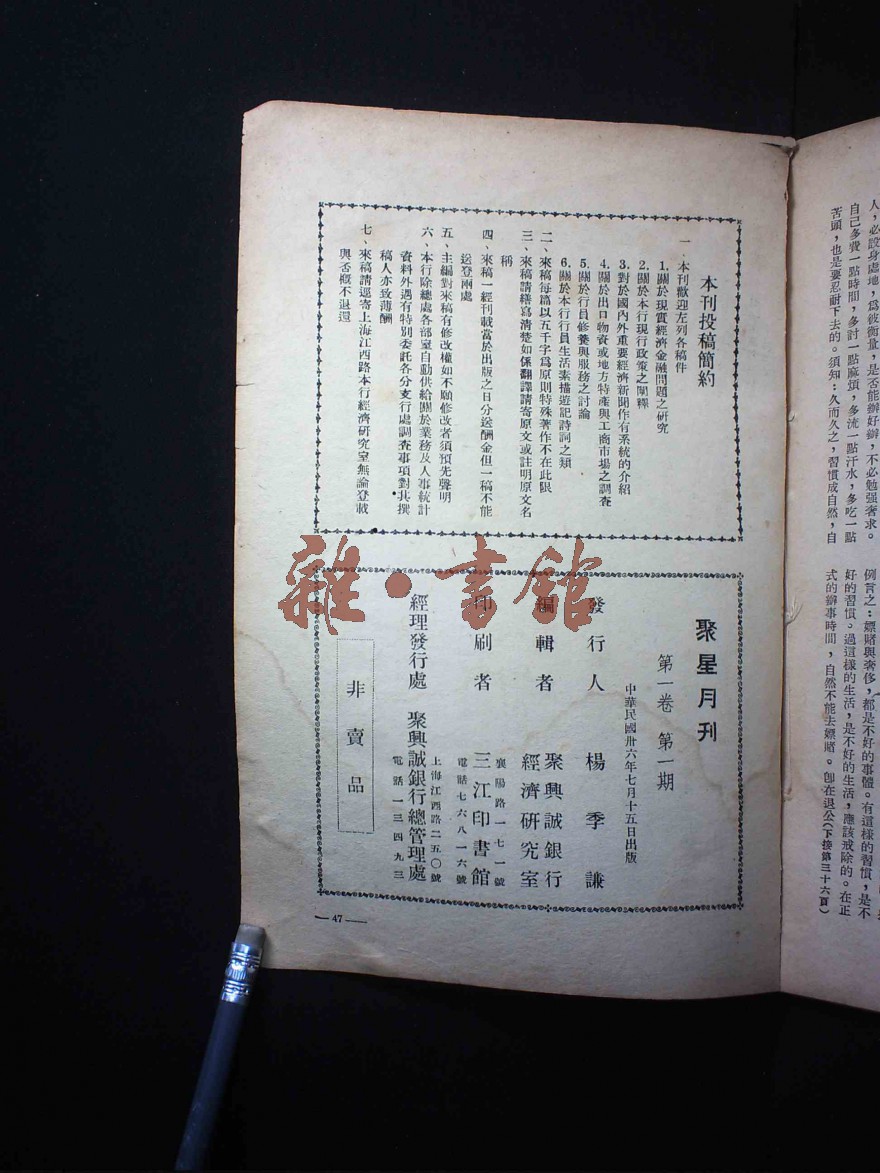 人，必設身處地，爲彼衡量，是否能辦好辦，不必勉强奢求。
自己多費一點時間，多討一點麻煩，多流一點汗水，多吃一點
苦頭，也是要忍耐下去的。須知：久而久之，習慣成自然，自
例言之：嫖賭與奢侈，都是不好的事體。有這樣的習慣，是不
好的習慣。過這樣的生活，是不好的生活，應該戒除的。在正
式的辦事時間，自然不能去嫖賭。卽在退公（下接第三十六頁）
本刊投稿簡約
一、本刊歡迎左列各稿件
1.關於現實經濟金融問題之研究
2.關於本行現行政策之闡釋
3.對於國內外重要經濟新聞作有系統的介紹
4.關於出口物資或地方特產與工商市場之調查
5.關於行員修養與服務之討論
6.關於本行行員生活素描遊記詩詞之類
二、來稿每篇以五千字爲原則特殊著作不在此限
三、來稿請繕寫清楚如係翻譯請寄原文或註明原文名
稱
四、來稿一經刊載當於出版之日分送酬金但一稿不能
送登兩處
五、主編對來稿有修改權如不願修改者須預先聲明
六、本行除總處各部室自動供給關於業務及人事統計
資料外遇有特別委託各分支行處調查事項對其撰
稿人亦致薄酬
七、來稿請逕寄上海江西路本行經濟研究室無論登載
與否概不退還
聚星月刊
第一卷 第一期
中華民國卅六年七月十五日出版
發行人 楊季謙
編輯者 聚興誠銀行
經濟研究室
襄陽路一七一號
印刷者 三江印書館
電話七六八一六號
上海江西路二五〇號
經理發行處 聚興誠銀行總管理處
電話一三四九三
非賣品
—47—
雜·書館